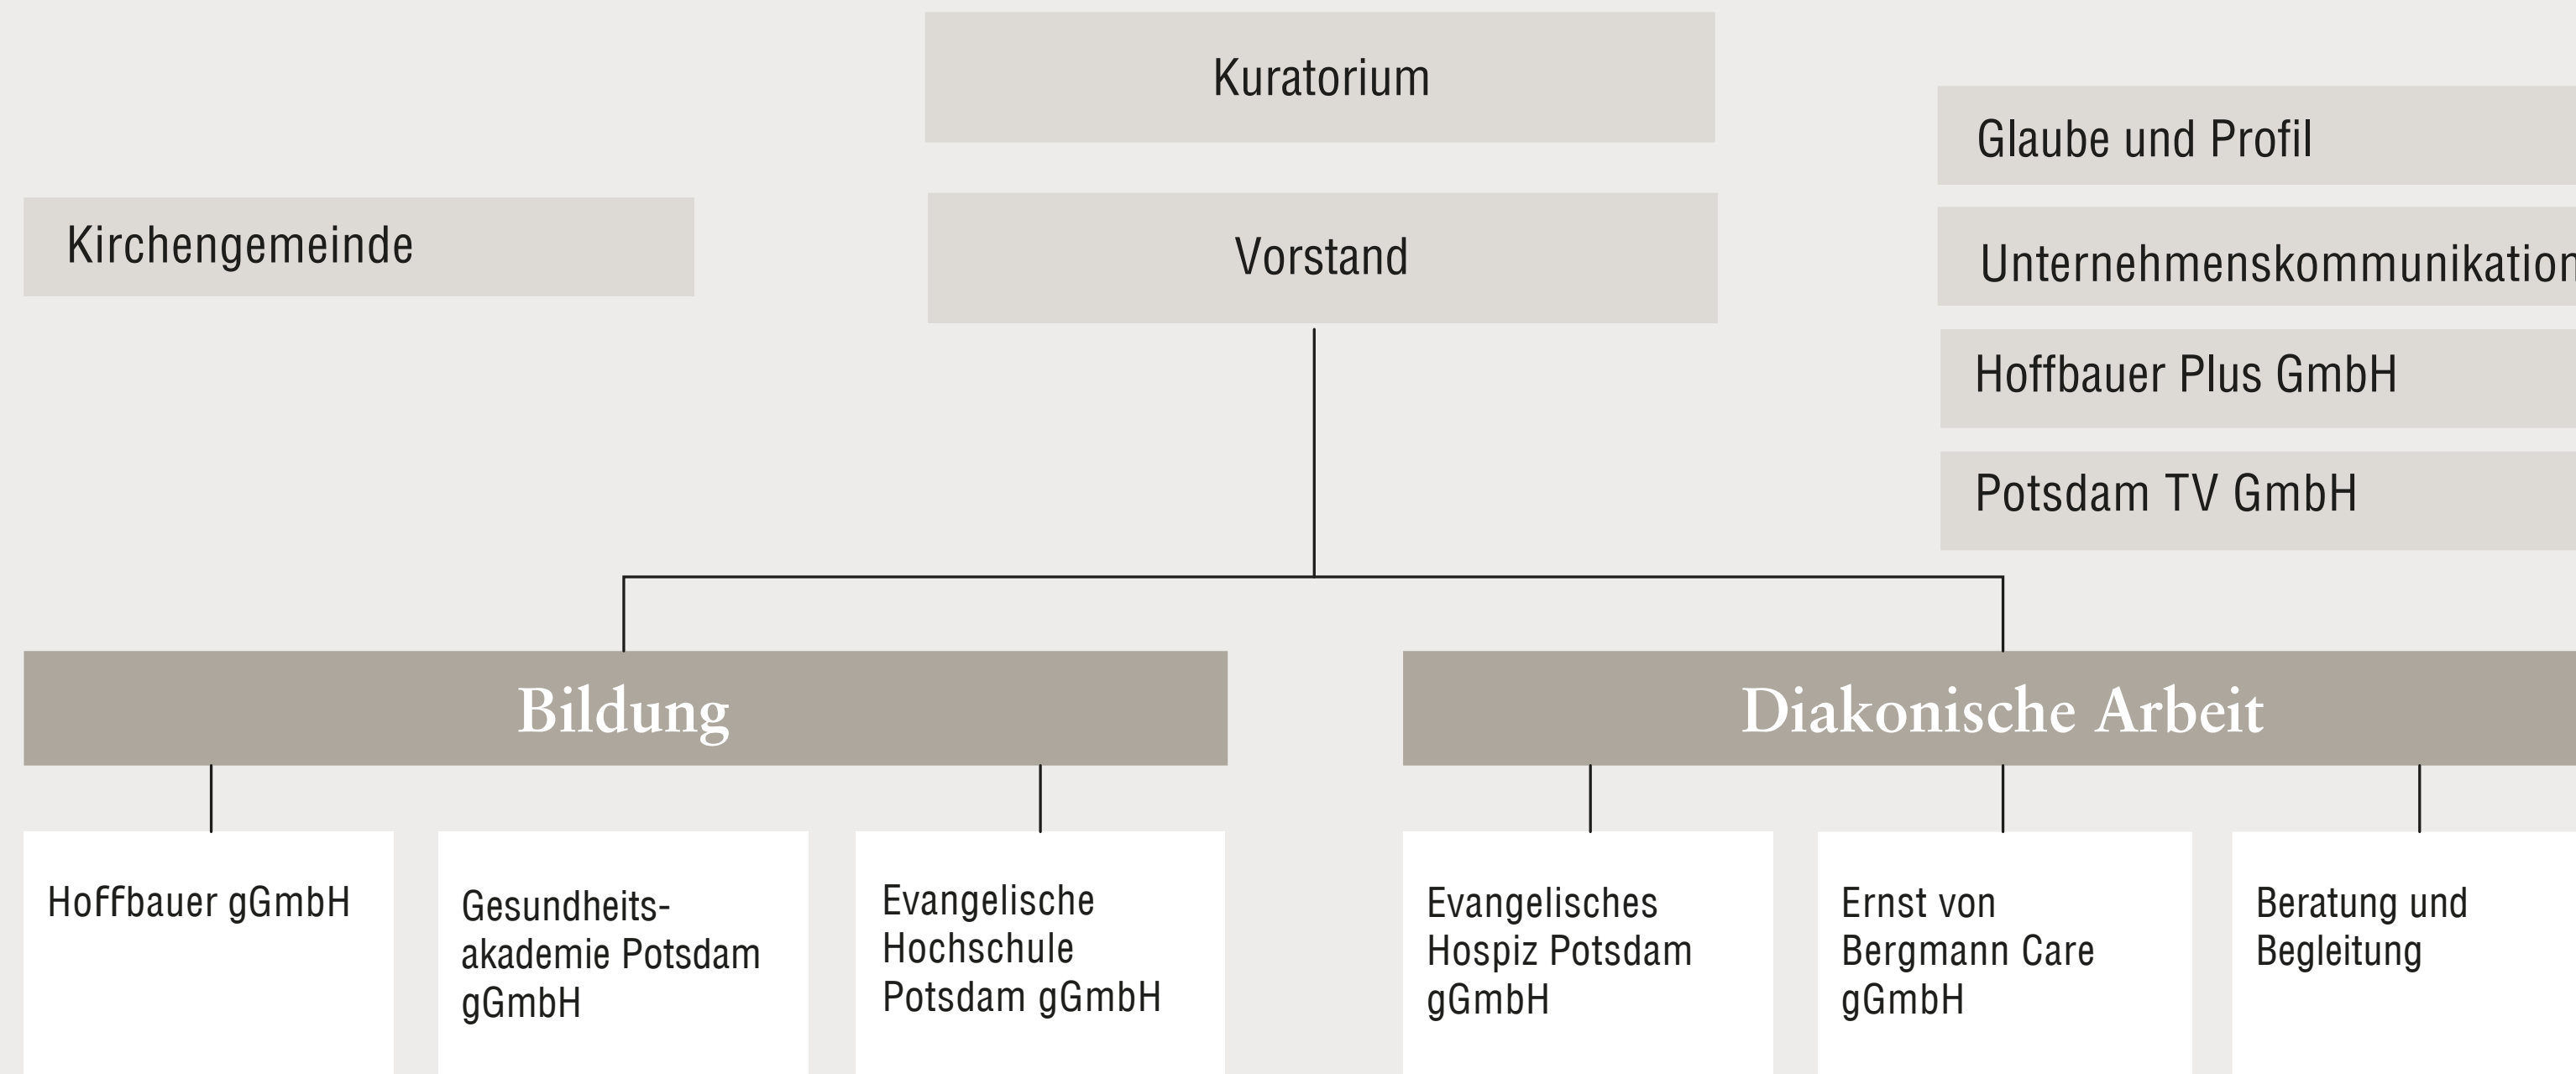 Kuratorium
Glaube und Profil
Kirchengemeinde
Vorstand
Unternehmenskommunikation
Hoffbauer Plus GmbH
Potsdam TV GmbH
Bildung
Diakonische Arbeit
Hoffbauer gGmbH
Gesundheits-
akademie Potsdam
gGmbH
Evangelische
Hochschule
Potsdam gGmbH
Evangelisches
Hospiz Potsdam
gGmbH
Ernst von
Bergmann Care
gGmbH
Beratung und
Begleitung